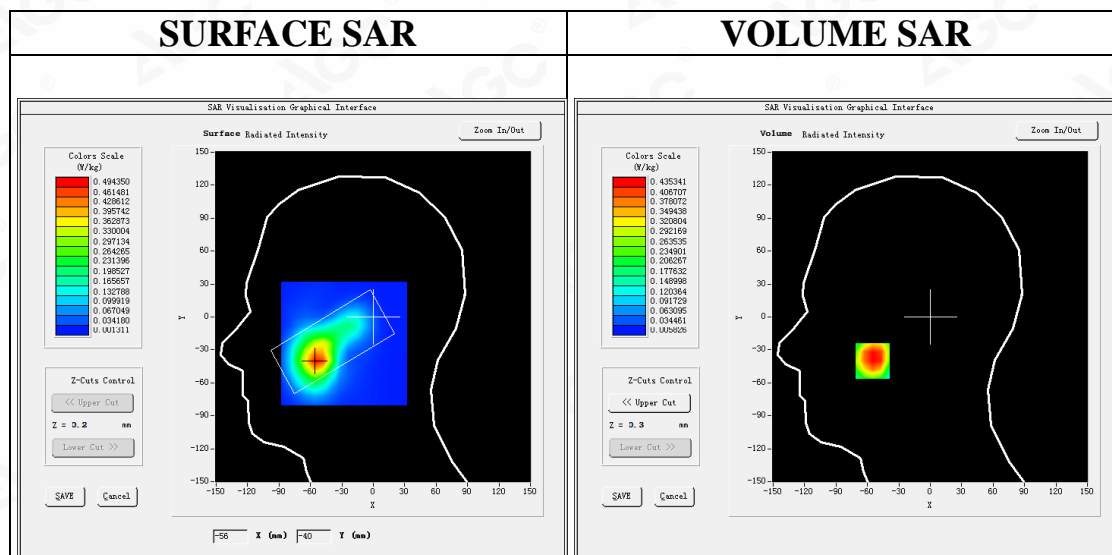 SURFACE SAR
VOLUME SAR
SAR Visualisation Graphical Interface
Surface Radiated Intensity
Zoom In/Out
Colors Scale
(W/kg)
0.494350
0.461481
0.428612
0.395742
0.362873
0.330004
0.297134
0.264265
0.231396
0.198527
0.165657
0.132788
0.099919
0.067049
0.034180
0.001311
Z-Cuts Control
<< Upper Cut
Z = 0.2 mm
Lower Cut >>
SAVE Cancel
150
120
90
60
30
0
-30
-60
-90
-120
-150
Y
-150 -120 -90 -60 -30 0 30 60 90 120 150
X
-56 X (mm) -40 Y (mm)
SAR Visualisation Graphical Interface
Volume Radiated Intensity
Zoom In/Out
Colors Scale
(W/kg)
0.435341
0.406707
0.378072
0.349438
0.320804
0.292169
0.263535
0.234901
0.206267
0.177632
0.148998
0.120364
0.091729
0.063095
0.034461
0.005826
Z-Cuts Control
<< Upper Cut
Z = 0.3 mm
Lower Cut >>
SAVE Cancel
150
120
90
60
30
0
-30
-60
-90
-120
-150
Y
-150 -120 -90 -60 -30 0 30 60 90 120 150
X
AGC